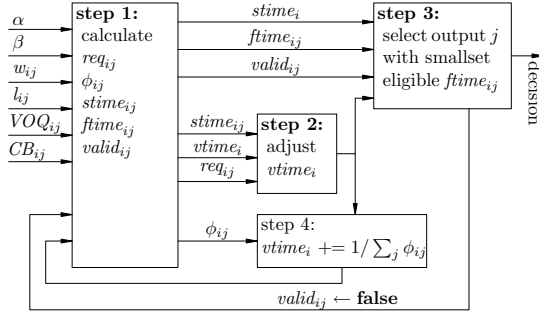 α
β
w_ij
l_ij
VOQ_ij
CB_ij
step 1:
calculate
req_ij
ϕ_ij
stime_ij
ftime_ij
valid_ij
stime_i
ftime_ij
valid_ij
stime_ij
vtime_i
req_ij
ϕ_ij
step 2:
adjust
vtime_i
step 3:
select output j
with smallset
eligible ftime_ij
decision
step 4:
vtime_i += 1/∑_j ϕ_ij
valid_ij ← false